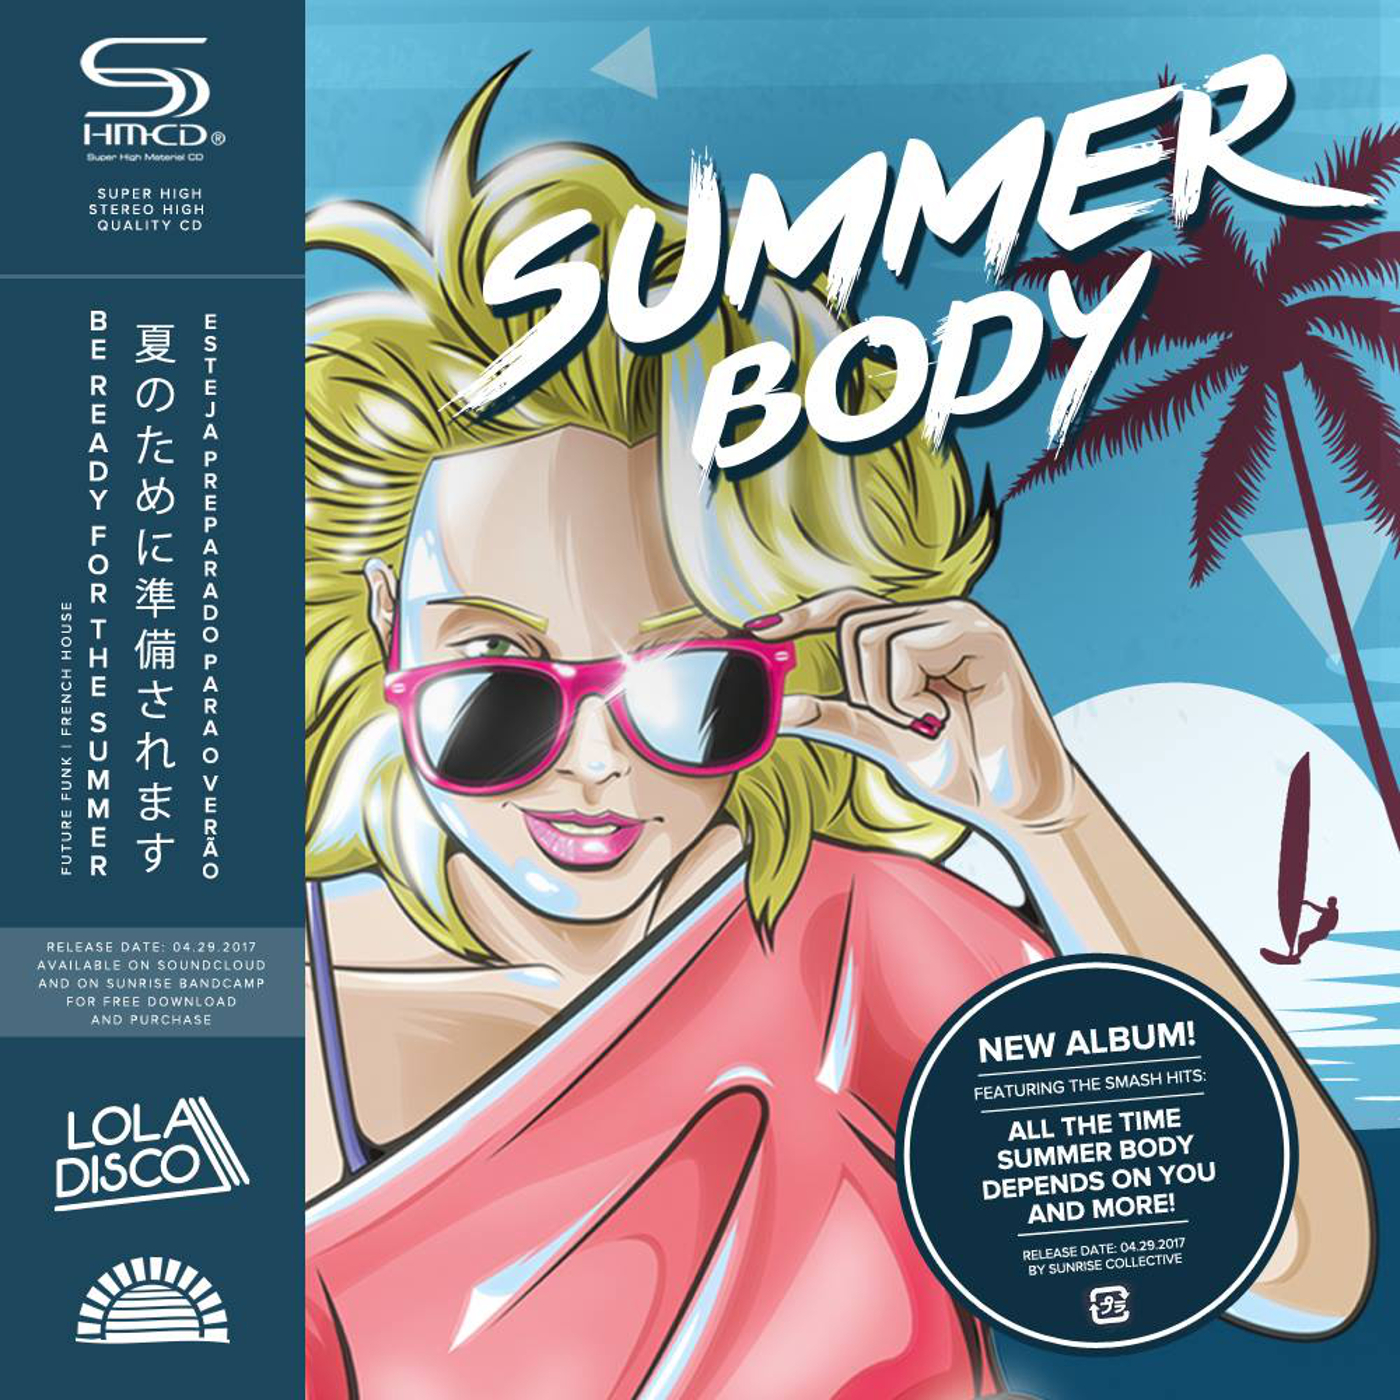 SHM-CD®
Super High Material CD
SUPER HIGH
STEREO HIGH
QUALITY CD
FUTURE FUNK | FRENCH HOUSE
BE READY FOR THE SUMMER
夏のために準備されます
ESTEJA PREPARADO PARA O VERÃO
RELEASE DATE: 04.29.2017
AVAILABLE ON SOUNDCLOUD
AND ON SUNRISE BANDCAMP
FOR FREE DOWNLOAD
AND PURCHASE
LOLA
DISCO
SUMMER
BODY
NEW ALBUM!
FEATURING THE SMASH HITS:
ALL THE TIME
SUMMER BODY
DEPENDS ON YOU
AND MORE!
RELEASE DATE: 04.29.2017
BY SUNRISE COLLECTIVE
プラ